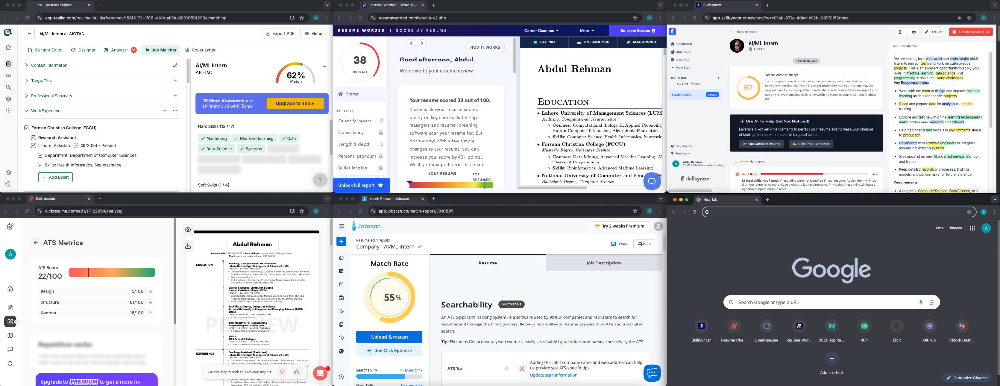 Teal - Resume Builder
app.tealhq.com/resume-builder/resumes/c58f2172-7f06-414b-ab7a-8002050f299a/matching
AI/ML Intern at AIOTAC
Export PDF
Menu
Content Editor
Designer
Analyzer 16
Job Matcher
Cover Letter
Contact Information
Target Title
Professional Summary
Work Experience
Forman Christian College (FCCU)
Research Assistant
Lahore, Pakistan
09/2024 - Present
Department: Department of Computer Sciences
Skills: Health Informatics, Neuroscience
+ Add Bullet
AI/ML Intern
AIOTAC
62%
Match
16 More Keywords and
Unlimited AI with Teal+
Upgrade to Teal+
Hard Skills (12 / 17)
Machining
Machine learning
Data
Data Science
Systems
Soft Skills (1 / 4)
?
Resume Worded - Score My
resumeworded.com/results-v2.php
RESUME WORDED | SCORE MY RESUME
Career Coaches
More
Re-score Resume
38
OVERALL
Home
TOP FIXES
Quantify impact 5
Consistency
Length & depth 3
Personal pronouns
Bullet lengths
Unlock full report
HOW IT WORKS
Good afternoon, Abdul.
Welcome to your resume review.
Your resume scored 38 out of 100.
It seems like your resume scored
poorly on key checks that hiring
managers and resume screening
software scan your resume for. But
don't worry! With a few simple
changes to your resume, you can
increase your score by 40+ points.
We'll go through them in this report.
YOUR RESUME
TOP
RESUMES
GET PRO
LINE ANALYSIS
MAGIC WRITE
Abdul Rehman
Education
• Lahore University of Management Sciences (LUM
Auditing, Computational Neuroscience
Courses: Computational Biology II, Applied Probability
Human Computer Interaction, Algorithmic Foundations
Skills: Computer Science, Health Informatics, Neuroscien
• Forman Christian College (FCCU)
Master's Degree, Computer Science
Courses: Data Mining, Advanced Machine Learning, Al
Theory of Programming
Skills: Bioinformatics, Advanced Machine Learning
• National University of Computer and Eme
Bachelor's Degree, Computer Science
SkillSyncer
app.skillsyncer.com/scans/ce4c01ab-877e-4dad-b02b-01870152deea
Dashboard
Job Scans
Resumes
+ New Scan
Job Trackers +
My First Tracker
Student plan
Details
Help Center
Feedback
A
Abdul Rehman
skillsyncer
Back to Scans
Edit Job
Update Resume Live
AI/ML Intern
AIOTAC
Match Report
67
You're almost there!
Your computed match rate is below the recommended score of 80 to be
competitive for this job. There is a slight probability that your resume may be
skipped over for a more qualified candidate. Please review the below report and
add any relevant missing skills or keywords to increase your Match Score above
80.
Use AI To Help Get You Noticed!
Leverage AI-driven enhancements to perfect your resume and increase your chances
of landing this role with impactful, targeted content.
Auto Optimize Resume
Bullet Point Generator
High Impact
Hard Skills
58%
13 Hard skills Not Found: These skills were not identified in your resume. Adding them will help
align your experience more closely with the job requirements. Prioritizing these skills will have a
significant impact on your score.
JOB DESCRIPTION
We are looking for a motivated and enthusiastic AI/ML
Intern to join our team and work on cutting-edge
projects. This is an excellent opportunity to apply your
skills in machine learning, data science, and
programming to solve real-world challenges.
Key Responsibilities:
• Work with the team to design and improve machine
learning models for specific projects.
• Clean and prepare data for analysis and model
training.
• Explore and test new machine learning techniques to
make models more accurate and efficient.
• Help deploy and test models in environments similar
to production.
• Collaborate with software engineers to integrate
models into existing systems.
• Stay updated on new AI and machine learning tools
and trends
• Keep detailed records of processes, findings,
models, and performance for future reference.
Requirements:
• A degree in Computer Science, Data Science, or a
Kickresume
kickresume.com/edit/17122869/analyze/
A
ATS Metrics
ATS Score
22/100
Design 5/100
Structure 61/100
Content 18/100
Repetitive verbs
Upgrade to PREMIUM to get a more in-
PREVIEW
Abdul Rehman
EDUCATION
Auditing, Computational Neuroscience
Lahore University of Management Sciences (LUMS)
Master's Degree, Computer Science
Forman Christian College (FCCU)
Bachelor's Degree, Computer Science
National University of Computer and Emerging Sciences (FAST-
NUCES)
Intermediate, Pre-Engineering
Punjab Group of Colleges (PGC)
Matric
KIPS School & Colleges
EXPERIENCE
Teaching Assistant (Part-time)
Lahore University of Management Sciences (LUMS)
Are you happy with this resume import?
1
Match Report - Jobscan
app.jobscan.co/match-report/8010895
Jobscan
Try 2 weeks Premium
Resume scan results
Company - AI/ML Intern
Track
Print
Match Rate
55 %
Upload & rescan
One-Click Optimize
Searchability 4 issues to fix
Hard Skills 5 issues to fix
Resume
Job Description
Searchability
IMPORTANT
An ATS (Applicant Tracking System) is a software used by 90% of companies and recruiters to search for
resumes and manage the hiring process. Below is how well your resume appears in an ATS and a recruiter
search.
Tip: Fix the red Xs to ensure your resume is easily searchable by recruiters and parsed correctly by the ATS.
ATS Tip
Adding this job's company name and web address can help
us provide you ATS-specific tips.
Update scan information
New Tab
Gmail
Images
A
Google
Search Google or type a URL
SkillSyncer
Resume Che...
OpenResume
Resume Wor...
2025 Top Re...
404
Elicit
GitHub
VMock Dash...
Add shortcut
Customize Chrome